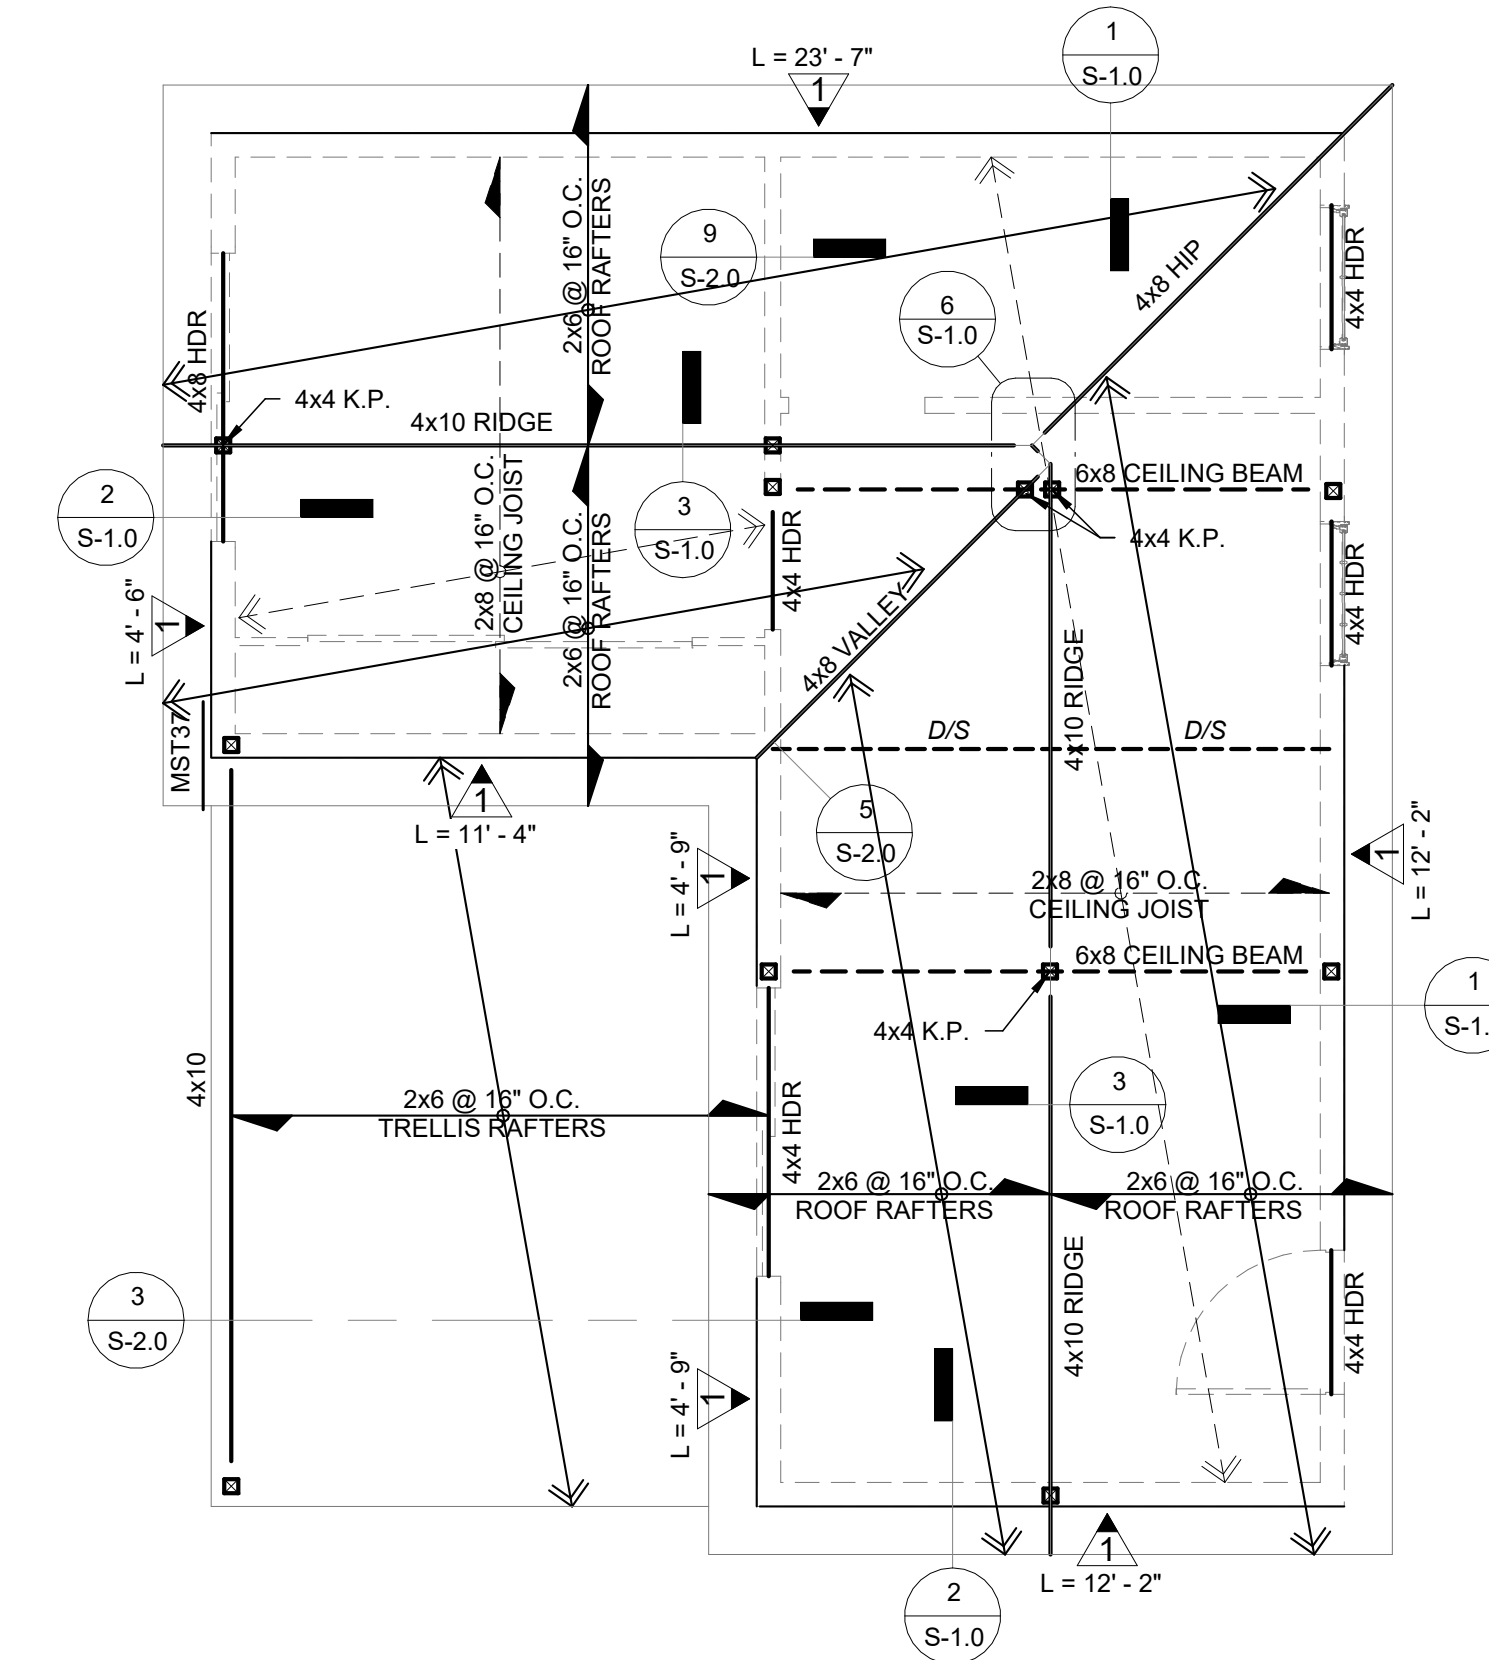 1
S-1.0
L = 23' - 7"
1
2x6 @ 16" O.C.
ROOF RAFTERS
9
S-2.0
4x8 HIP
4x4 HDR
6
S-1.0
4x8 HDR
4x4 K.P.
4x10 RIDGE
2
S-1.0
2x8 @ 16" O.C.
CEILING JOIST
2x6 @ 16" O.C.
ROOF RAFTERS
3
S-1.0
6x8 CEILING BEAM
4x4 K.P.
4x4 HDR
4x4 HDR
L = 4' - 6"
1
4x8 VALLEY
4x10 RIDGE
MST37
D/S
D/S
1
L = 11' - 4"
5
S-2.0
L = 4' - 9"
1
1
L = 12' - 2"
2x8 @ 16" O.C.
CEILING JOIST
6x8 CEILING BEAM
4x4 K.P.
1
S-1.
4x10
2x6 @ 16" O.C.
TRELLIS RAFTERS
4x4 HDR
3
S-1.0
2x6 @ 16" O.C.
ROOF RAFTERS
2x6 @ 16" O.C.
ROOF RAFTERS
3
S-2.0
4x10 RIDGE
4x4 HDR
L = 4' - 9"
1
1
L = 12' - 2"
2
S-1.0